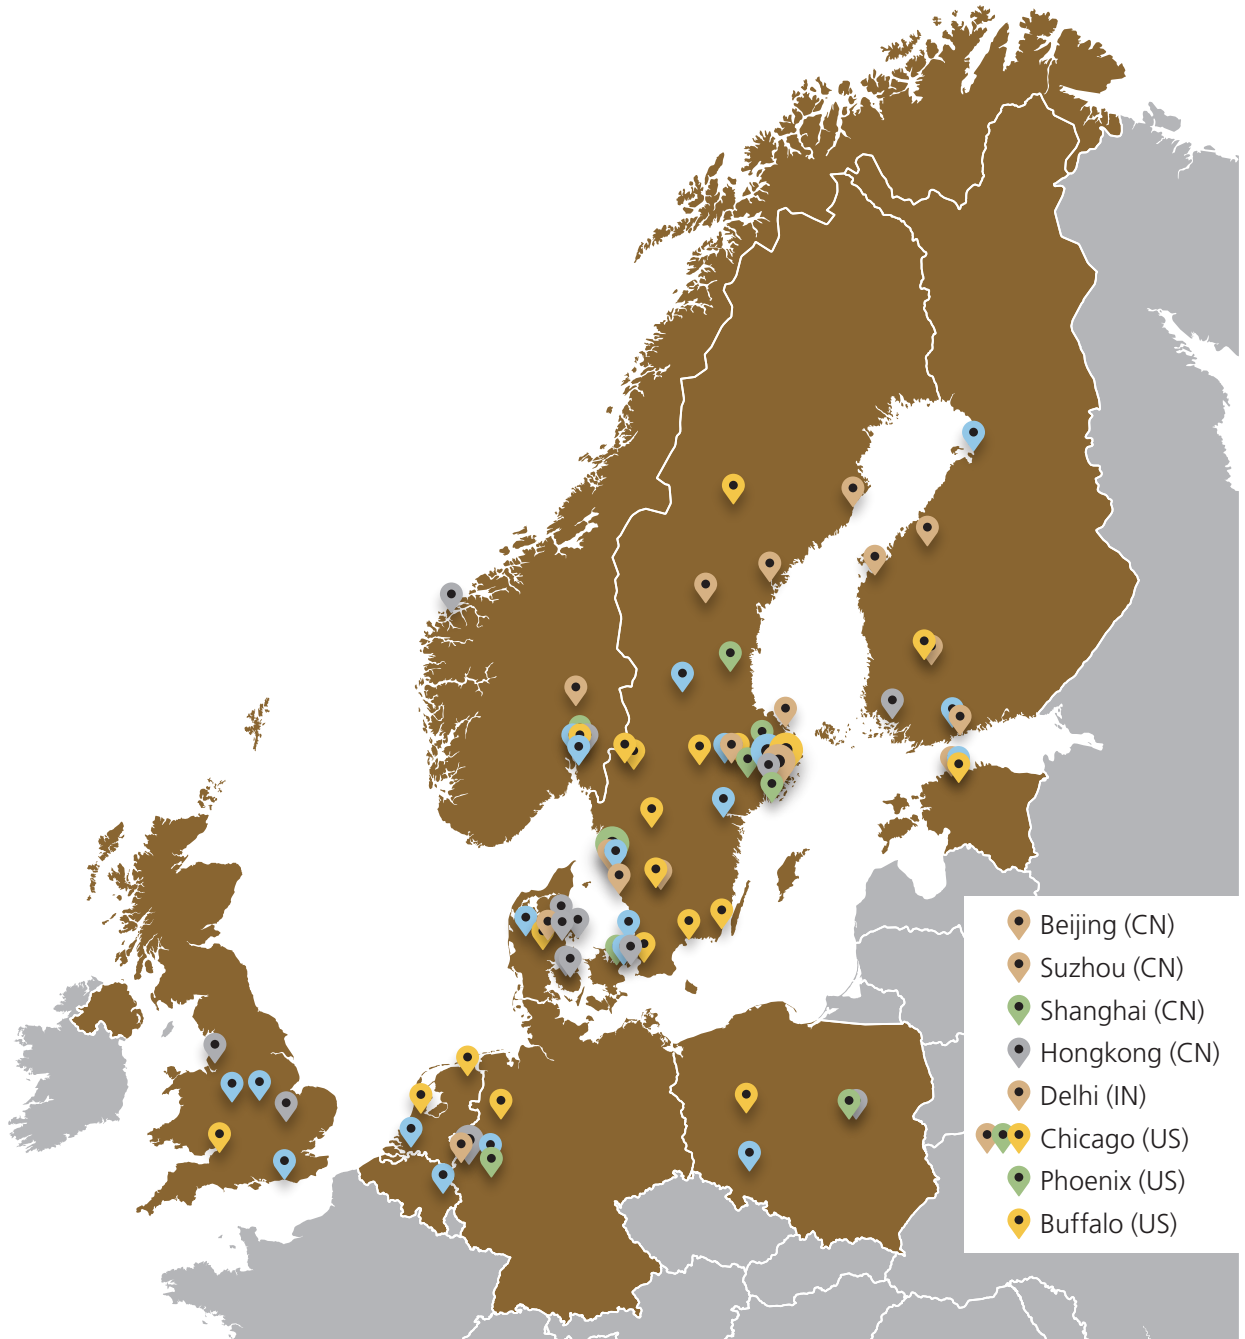 Beijing (CN)
Suzhou (CN)
Shanghai (CN)
Hongkong (CN)
Delhi (IN)
Chicago (US)
Phoenix (US)
Buffalo (US)